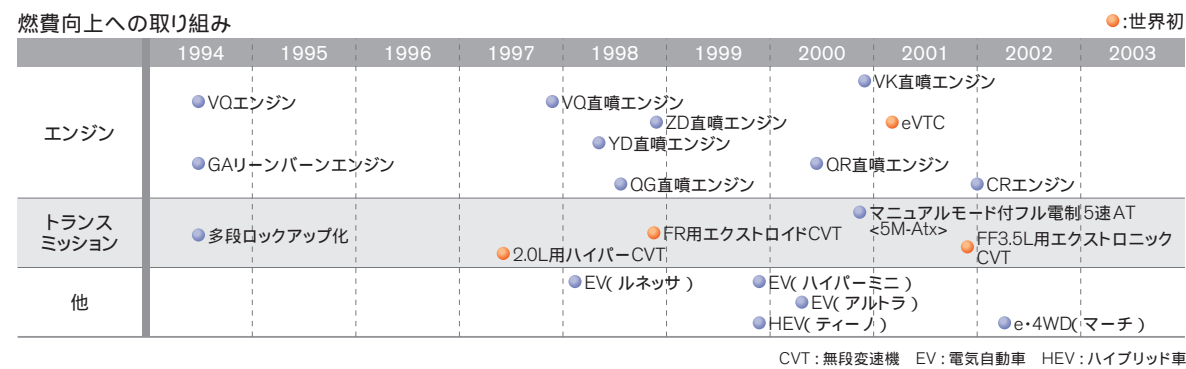 燃費向上への取り組み
●:世界初
1994 1995 1996 1997 1998 1999 2000 2001 2002 2003
エンジン
VK直噴エンジン
VQエンジン
VQ直噴エンジン
ZD直噴エンジン
eVTC
YD直噴エンジン
GAリーンバーンエンジン
QR直噴エンジン
QG直噴エンジン
CRエンジン
トランス
ミッション
マニュアルモード付フル電制5速AT
<5M-Atx>
多段ロックアップ化
FR用エクストロイドCVT
FF3.5L用エクストロニック
CVT
2.0L用ハイパーCVT
他
EV(ルネッサ)
EV(ハイパーミニ)
EV(アルトラ)
HEV(ティーノ)
e・4WD(マーチ)
CVT:無段変速機 EV:電気自動車 HEV:ハイブリッド車